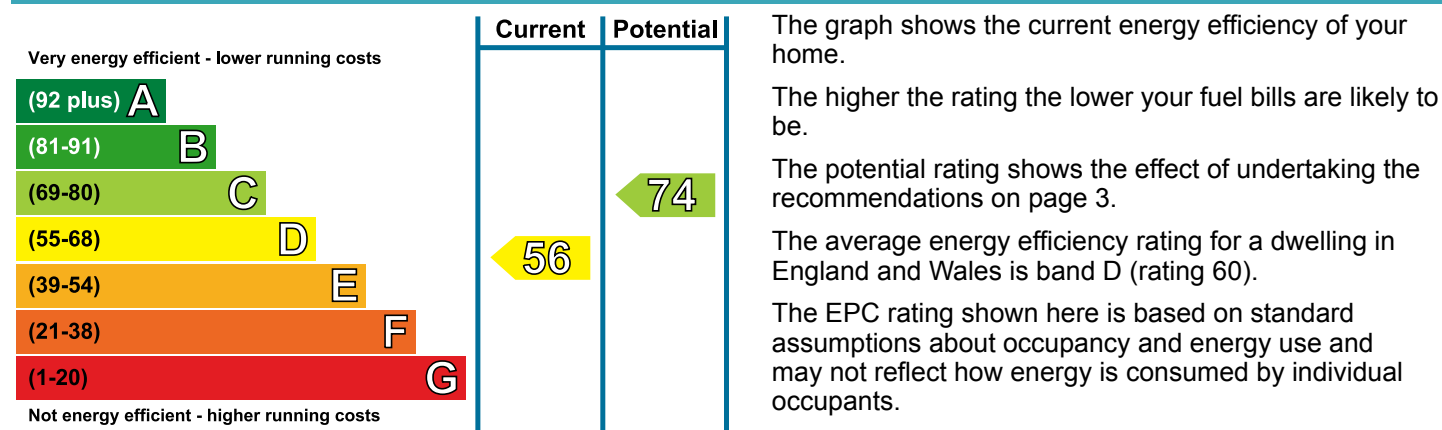 Current Potential
Very energy efficient - lower running costs
(92 plus) A
(81-91) B
(69-80) C
74
(55-68) D
56
(39-54) E
(21-38) F
(1-20) G
Not energy efficient - higher running costs
The graph shows the current energy efficiency of your
home.
The higher the rating the lower your fuel bills are likely to
be.
The potential rating shows the effect of undertaking the
recommendations on page 3.
The average energy efficiency rating for a dwelling in
England and Wales is band D (rating 60).
The EPC rating shown here is based on standard
assumptions about occupancy and energy use and
may not reflect how energy is consumed by individual
occupants.